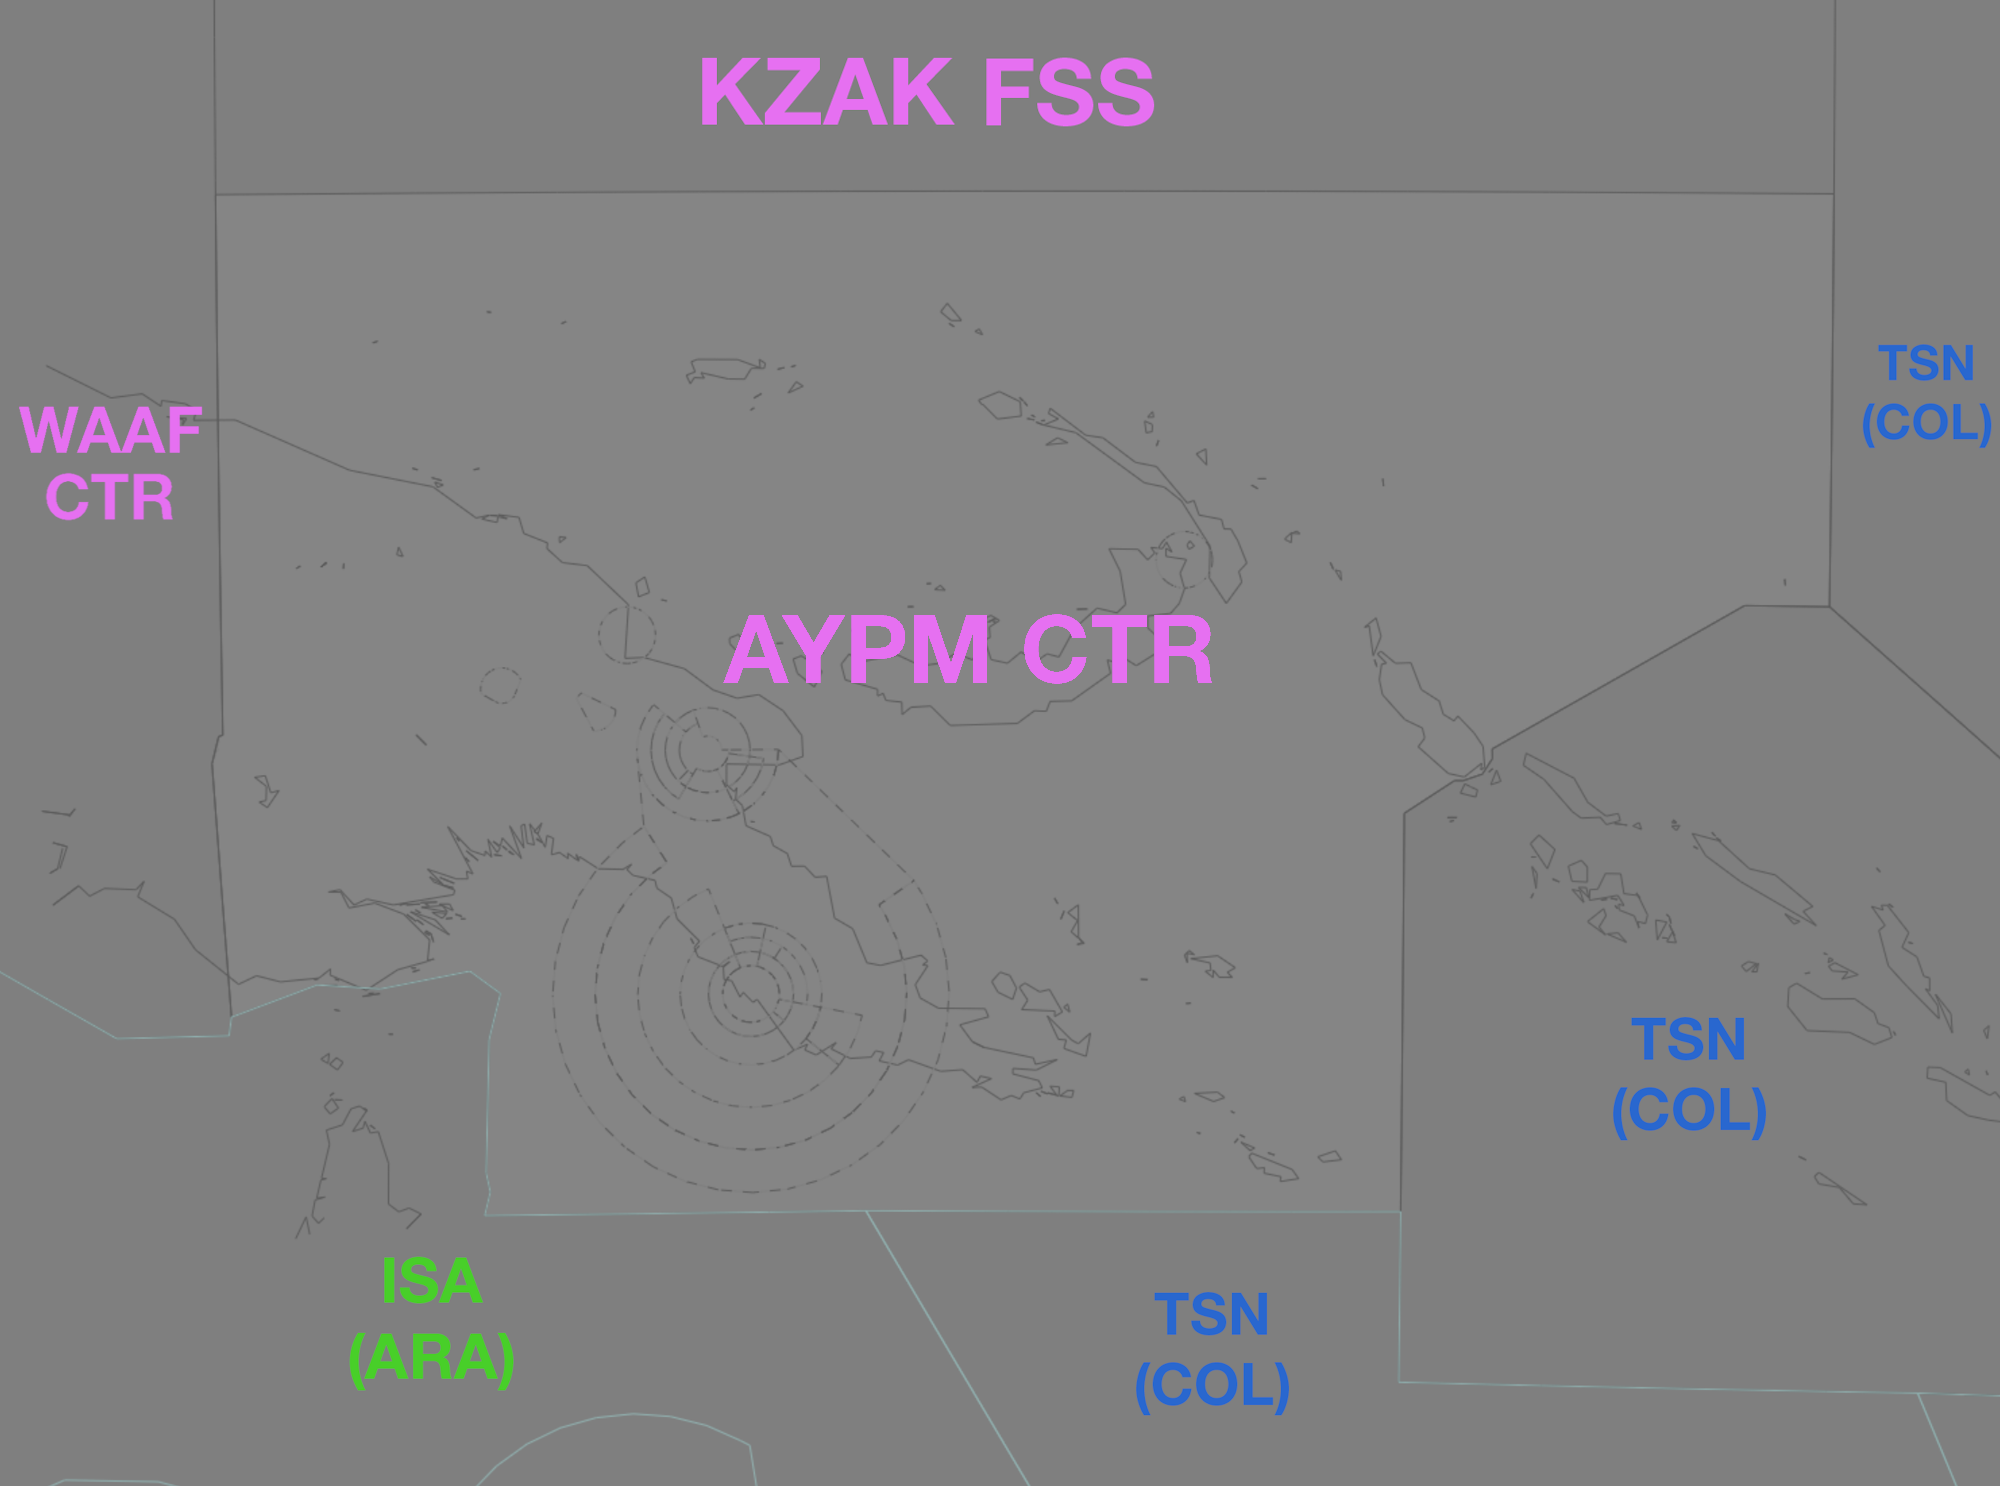 KZAK FSS
TSN
(COL)
WAAF
CTR
AYPM CTR
TSN
(COL)
ISA
(ARA)
TSN
(COL)